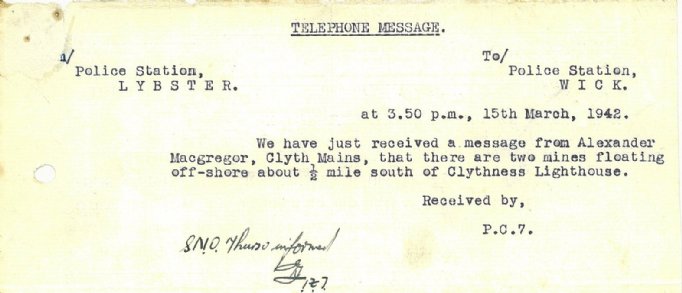 TELEPHONE MESSAGE.
To/
Police Station, Police Station,
LYBSTER. WICK.
at 3.50 p.m., 15th March, 1942.
We have just received a message from Alexander
Macgregor, Clyth Mains, that there are two mines floating
off-shore about ½ mile south of Clythness Lighthouse.
Received by,
P.C.7.
S.N.O. Thurso informed